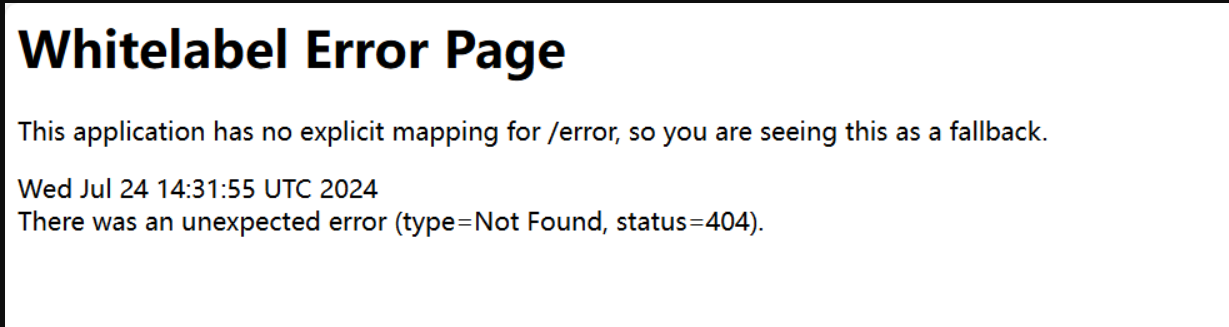 Whitelabel Error Page
This application has no explicit mapping for /error, so you are seeing this as a fallback.
Wed Jul 24 14:31:55 UTC 2024
There was an unexpected error (type=Not Found, status=404).